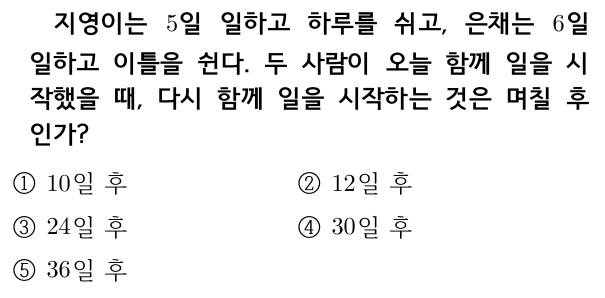 지영이는 5일 일하고 하루를 쉬고, 은채는 6일
일하고 이틀을 쉰다. 두 사람이 오늘 함께 일을 시
작했을 때, 다시 함께 일을 시작하는 것은 며칠 후
인가?
① 10일 후 ② 12일 후
③ 24일 후 ④ 30일 후
⑤ 36일 후